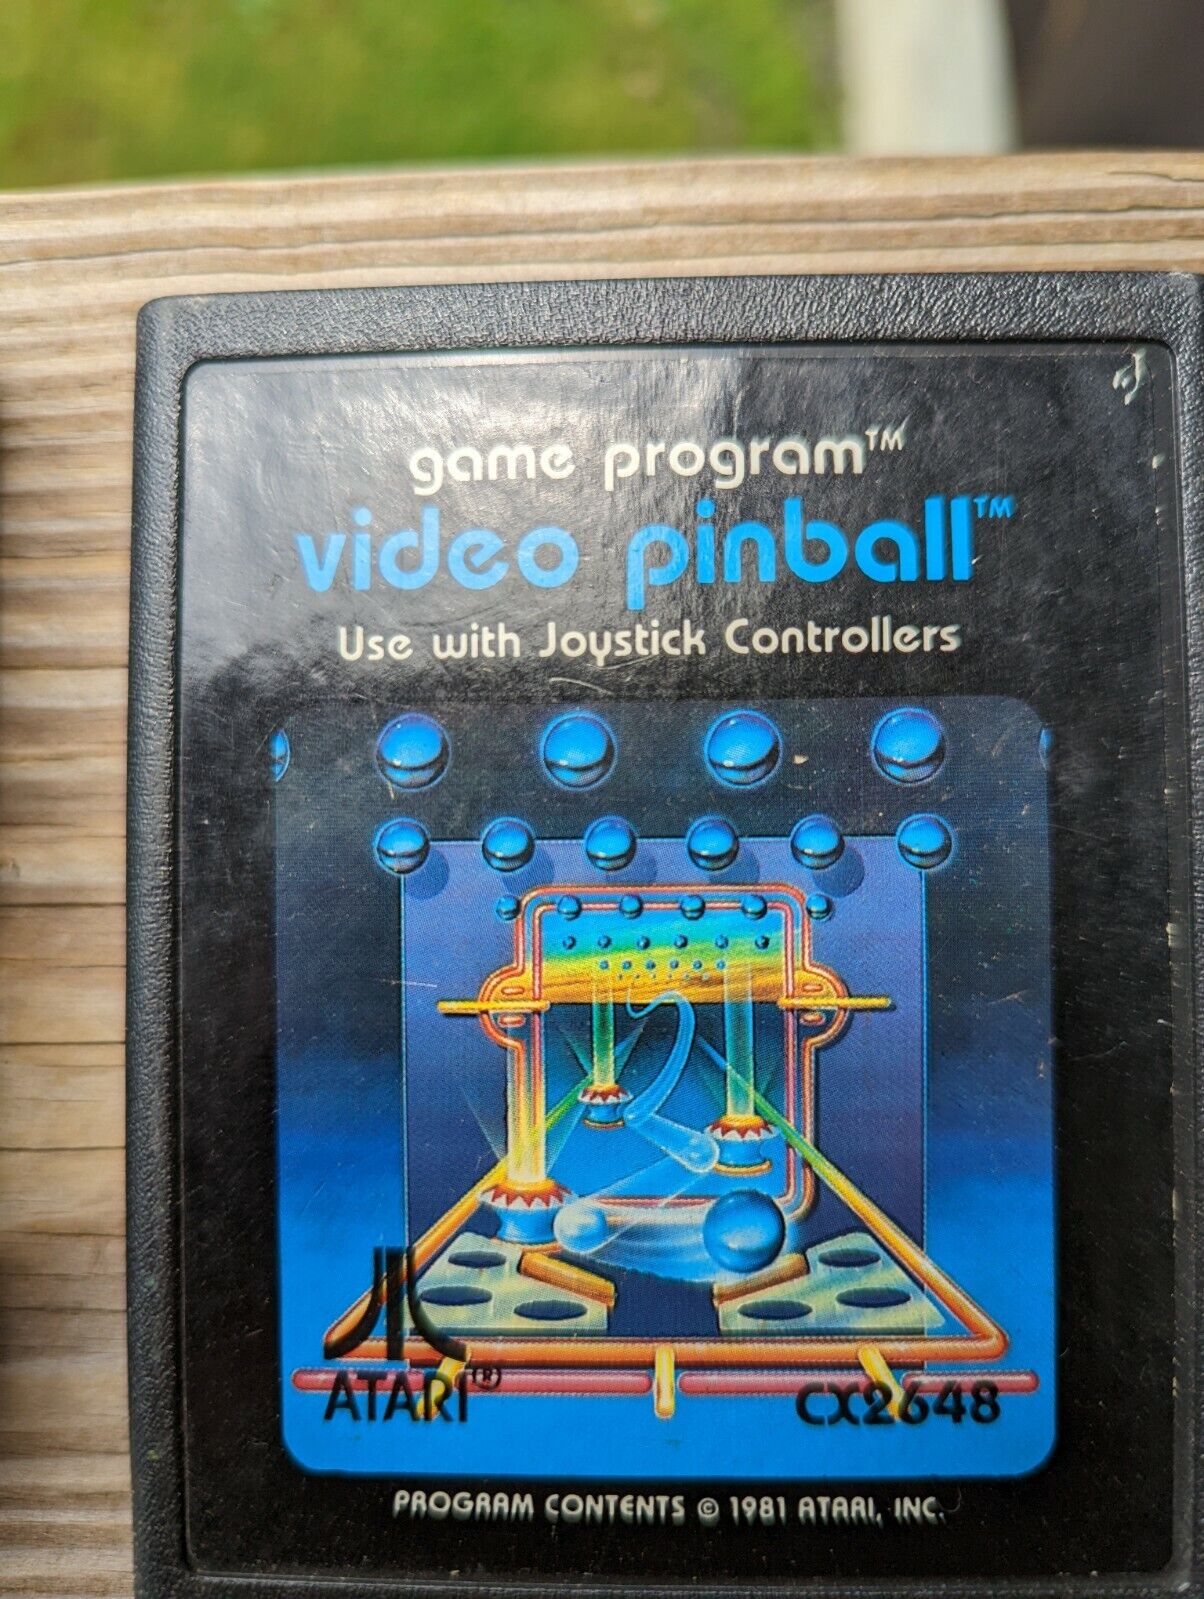 game program™
video pinball™
Use with Joystick Controllers
ATARI®
CX2648
PROGRAM CONTENTS © 1981 ATARI, INC.